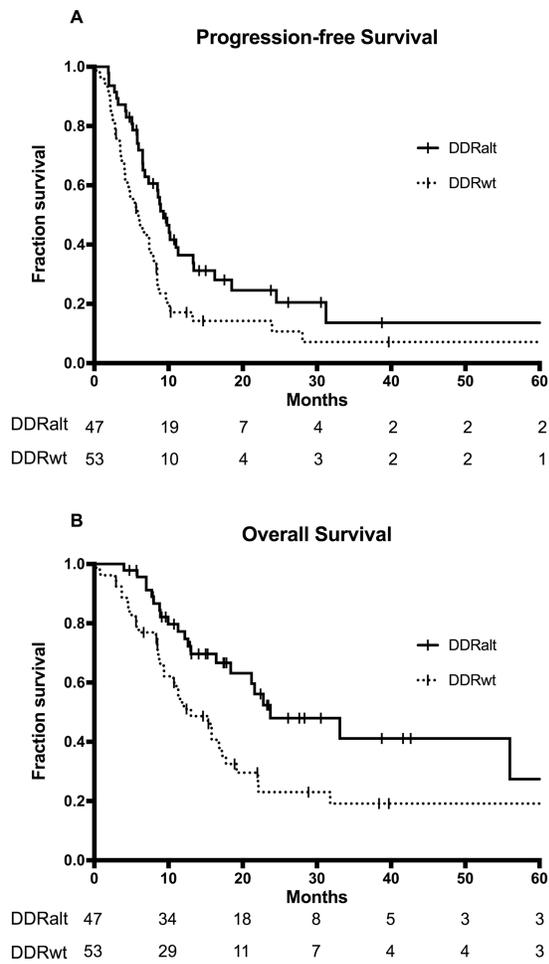 A
Progression-free Survival
1.0
0.8
0.6
0.4
0.2
0.0
Fraction survival
DDRalt
DDRwt
0 10 20 30 40 50 60
Months
DDRalt 47 19 7 4 2 2 2
DDRwt 53 10 4 3 2 2 1
B
Overall Survival
1.0
0.8
0.6
0.4
0.2
0.0
Fraction survival
DDRalt
DDRwt
0 10 20 30 40 50 60
Months
DDRalt 47 34 18 8 5 3 3
DDRwt 53 29 11 7 4 4 3